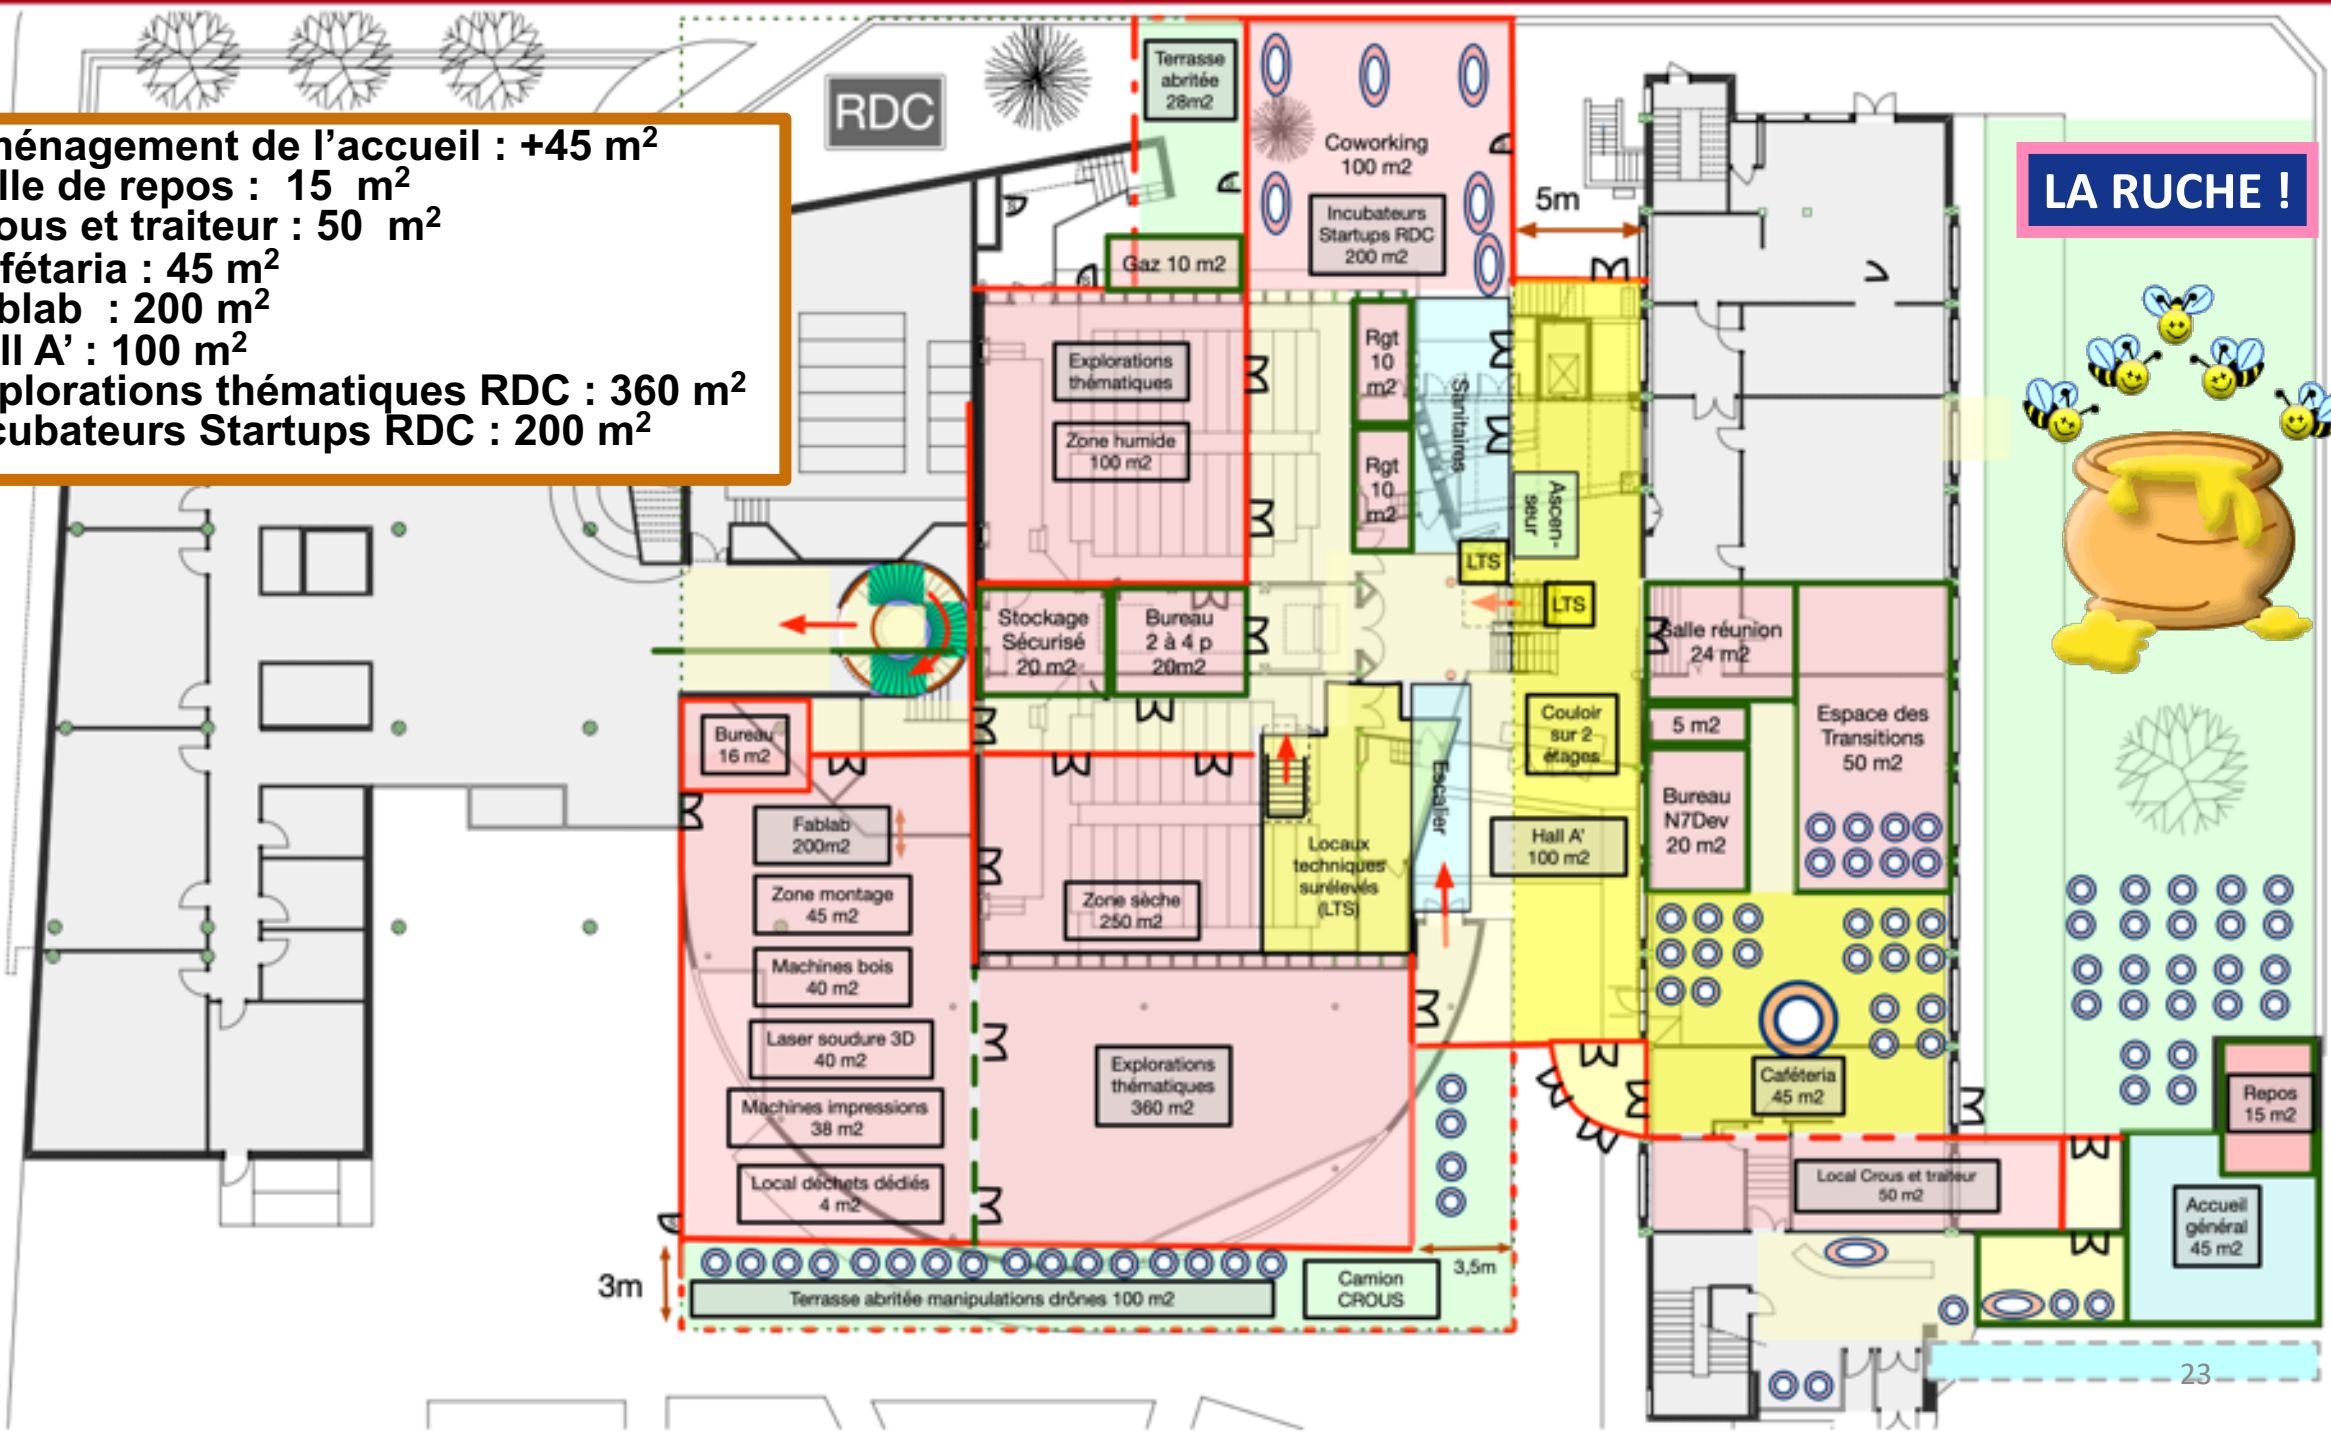 ménagement de l'accueil : +45 m²
lle de repos : 15 m²
ous et traiteur : 50 m²
fétaria : 45 m²
blab : 200 m²
ll A' : 100 m²
plorations thématiques RDC : 360 m²
cubateurs Startups RDC : 200 m²
RDC
Terrasse
abritée
28m2
Coworking
100 m2
Incubateurs
Startups RDC
200 m2
5m
LA RUCHE !
Gaz 10 m2
Explorations
thématiques
Zone humide
100 m2
Rgt
10
m2
Rgt
10
m2
Sanitaires
Ascen-
seur
LTS
LTS
Stockage
Sécurisé
20 m2
Bureau
2 à 4 p
20m2
Salle réunion
24 m2
Bureau
16 m2
Couloir
sur 2
étages
5 m2
Espace des
Transitions
50 m2
Bureau
N7Dev
20 m2
Escalier
Fablab
200m2
Hall A'
100 m2
Locaux
techniques
surélevés
(LTS)
Zone montage
45 m2
Zone sèche
250 m2
Machines bois
40 m2
Laser soudure 3D
40 m2
Explorations
thématiques
360 m2
Caféteria
45 m2
Repos
15 m2
Machines impressions
38 m2
Local déchets dédiés
4 m2
Local Crous et traiteur
50 m2
Accueil
général
45 m2
3m
3,5m
Terrasse abritée manipulations drônes 100 m2
Camion
CROUS
23